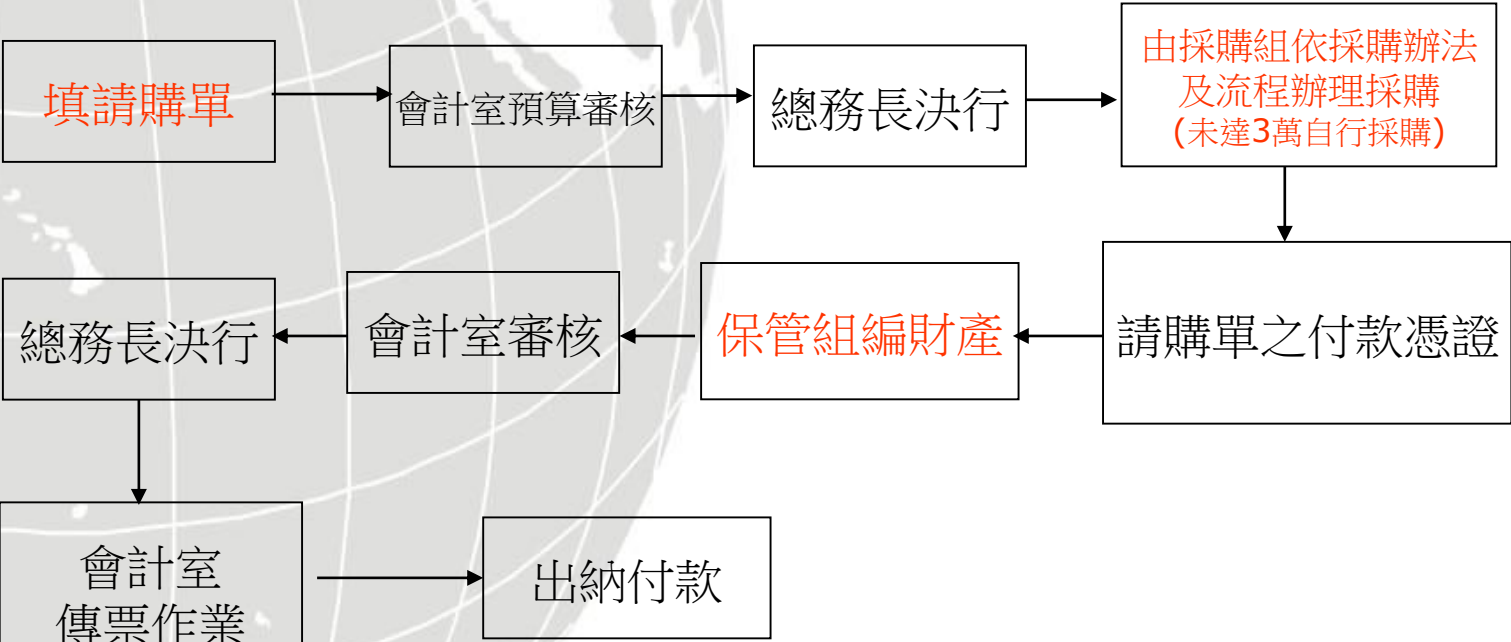 填請購單
會計室預算審核
總務長決行
由採購組依採購辦法
及流程辦理採購
(未達3萬自行採購)
請購單之付款憑證
保管組編財產
會計室審核
總務長決行
會計室
傳票作業
出納付款